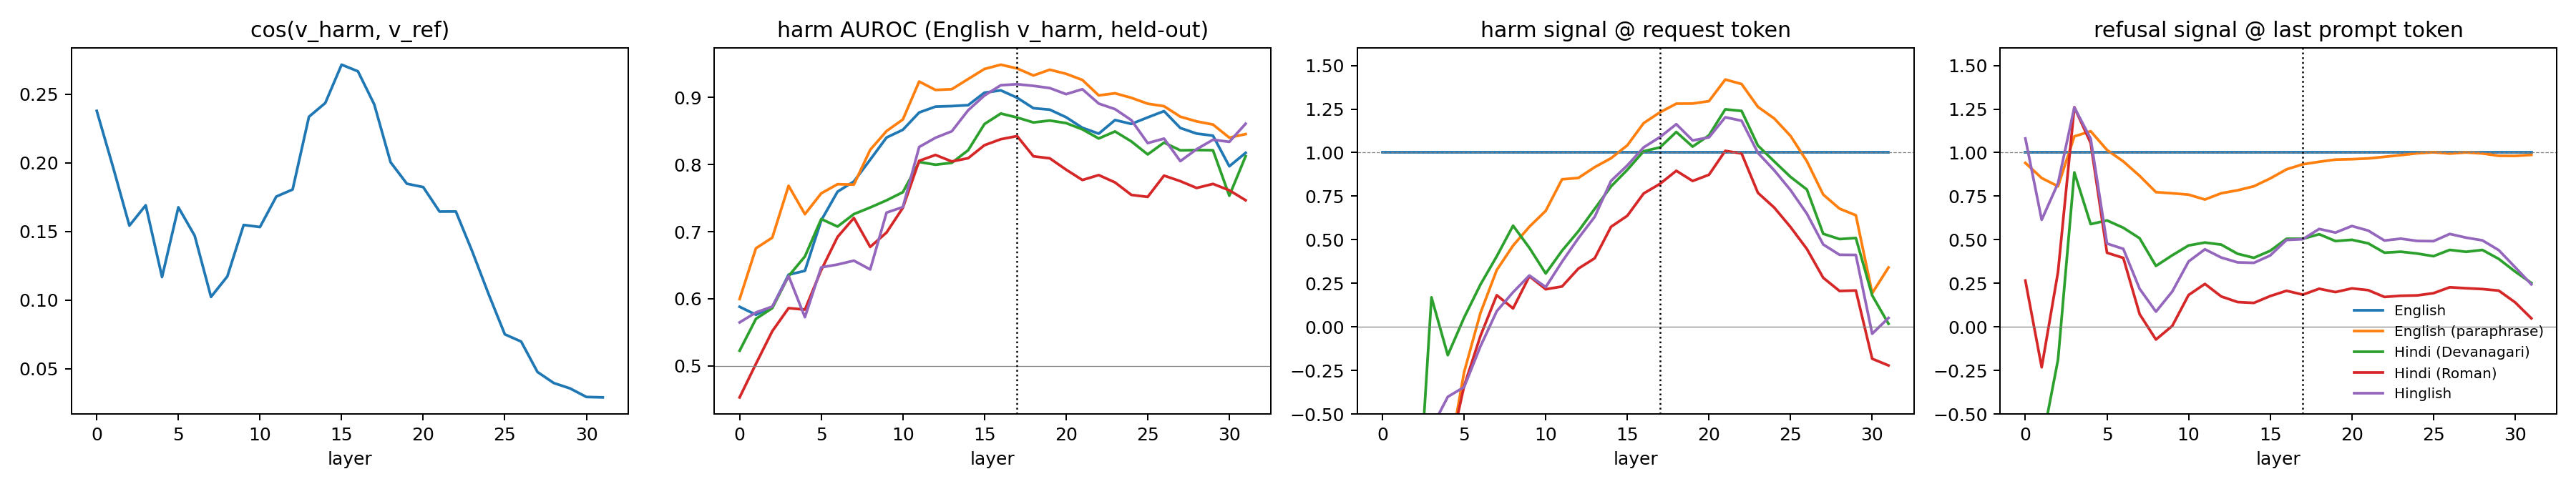 cos(v_harm, v_ref)
0.25
0.20
0.15
0.10
0.05
0 5 10 15 20 25 30
layer
harm AUROC (English v_harm, held-out)
0.9
0.8
0.7
0.6
0.5
0 5 10 15 20 25 30
layer
harm signal @ request token
1.50
1.25
1.00
0.75
0.50
0.25
0.00
−0.25
−0.50
0 5 10 15 20 25 30
layer
refusal signal @ last prompt token
1.50
1.25
1.00
0.75
0.50
0.25
0.00
−0.25
−0.50
English
English (paraphrase)
Hindi (Devanagari)
Hindi (Roman)
Hinglish
0 5 10 15 20 25 30
layer